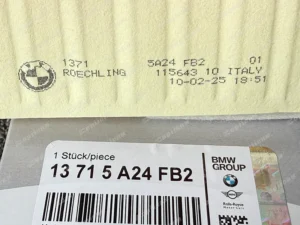 1371 5A24 FB2 01
ROECHLING 115643 10 ITALY
10-02-25 18:51
1 Stück/piece
13 71 5 A24 FB2
BMW
GROUP